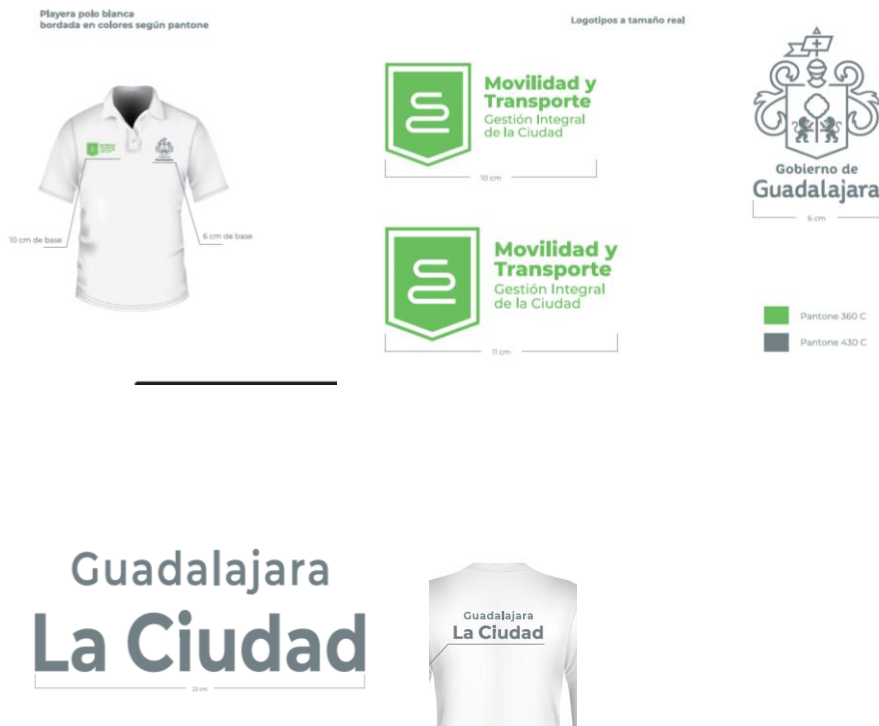 Playera polo blanca
bordada en colores según pantone
Logotipos a tamaño real
10 cm de base
6 cm de base
Movilidad y
Transporte
Gestión Integral
de la Ciudad
10 cm
Gobierno de
Guadalajara
6 cm
Movilidad y
Transporte
Gestión Integral
de la Ciudad
11 cm
Pantone 360 C
Pantone 430 C
Guadalajara
La Ciudad
Guadalajara
La Ciudad